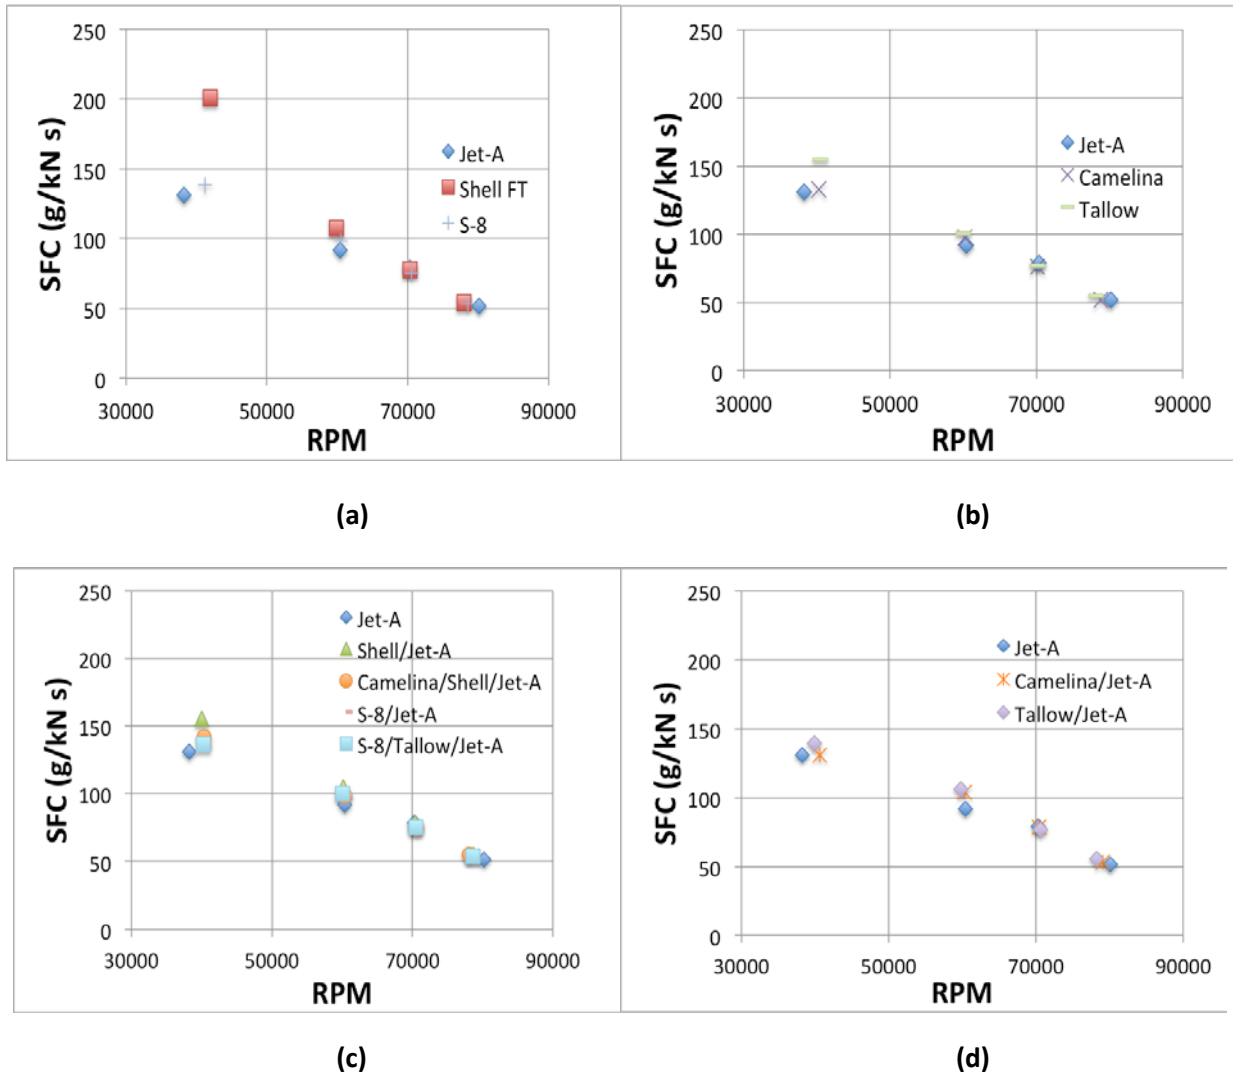 250
200
150
100
50
0
SFC (g/kN s)
Jet-A
Shell FT
S-8
30000 50000 70000 90000
RPM
250
200
150
100
50
0
SFC (g/kN s)
Jet-A
Camelina
Tallow
30000 50000 70000 90000
RPM
(a) (b)
250
200
150
100
50
0
SFC (g/kN s)
Jet-A
Shell/Jet-A
Camelina/Shell/Jet-A
S-8/Jet-A
S-8/Tallow/Jet-A
30000 50000 70000 90000
RPM
250
200
150
100
50
0
SFC (g/kN s)
Jet-A
Camelina/Jet-A
Tallow/Jet-A
30000 50000 70000 90000
RPM
(c) (d)